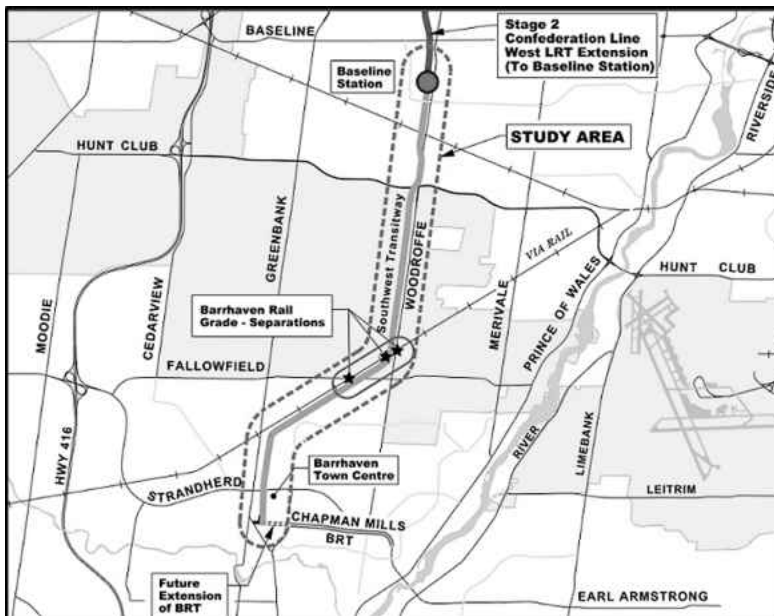 Stage 2
Confederation Line
West LRT Extension
(To Baseline Station)
BASELINE
Baseline
Station
RIVERSIDE
STUDY AREA
HUNT CLUB
GREENBANK
Southwest Transitway
WOODROFFE
VIA RAIL
HUNT CLUB
MOODIE
CEDARVIEW
Barrhaven Rail
Grade - Separations
MERIVALE
PRINCE OF WALES
FALLOWFIELD
HWY 416
RIVER
LIMEBANK
Barrhaven
Town Centre
STRANDHERD
LEITRIM
CHAPMAN MILLS
BRT
Future
Extension
of BRT
EARL ARMSTRONG